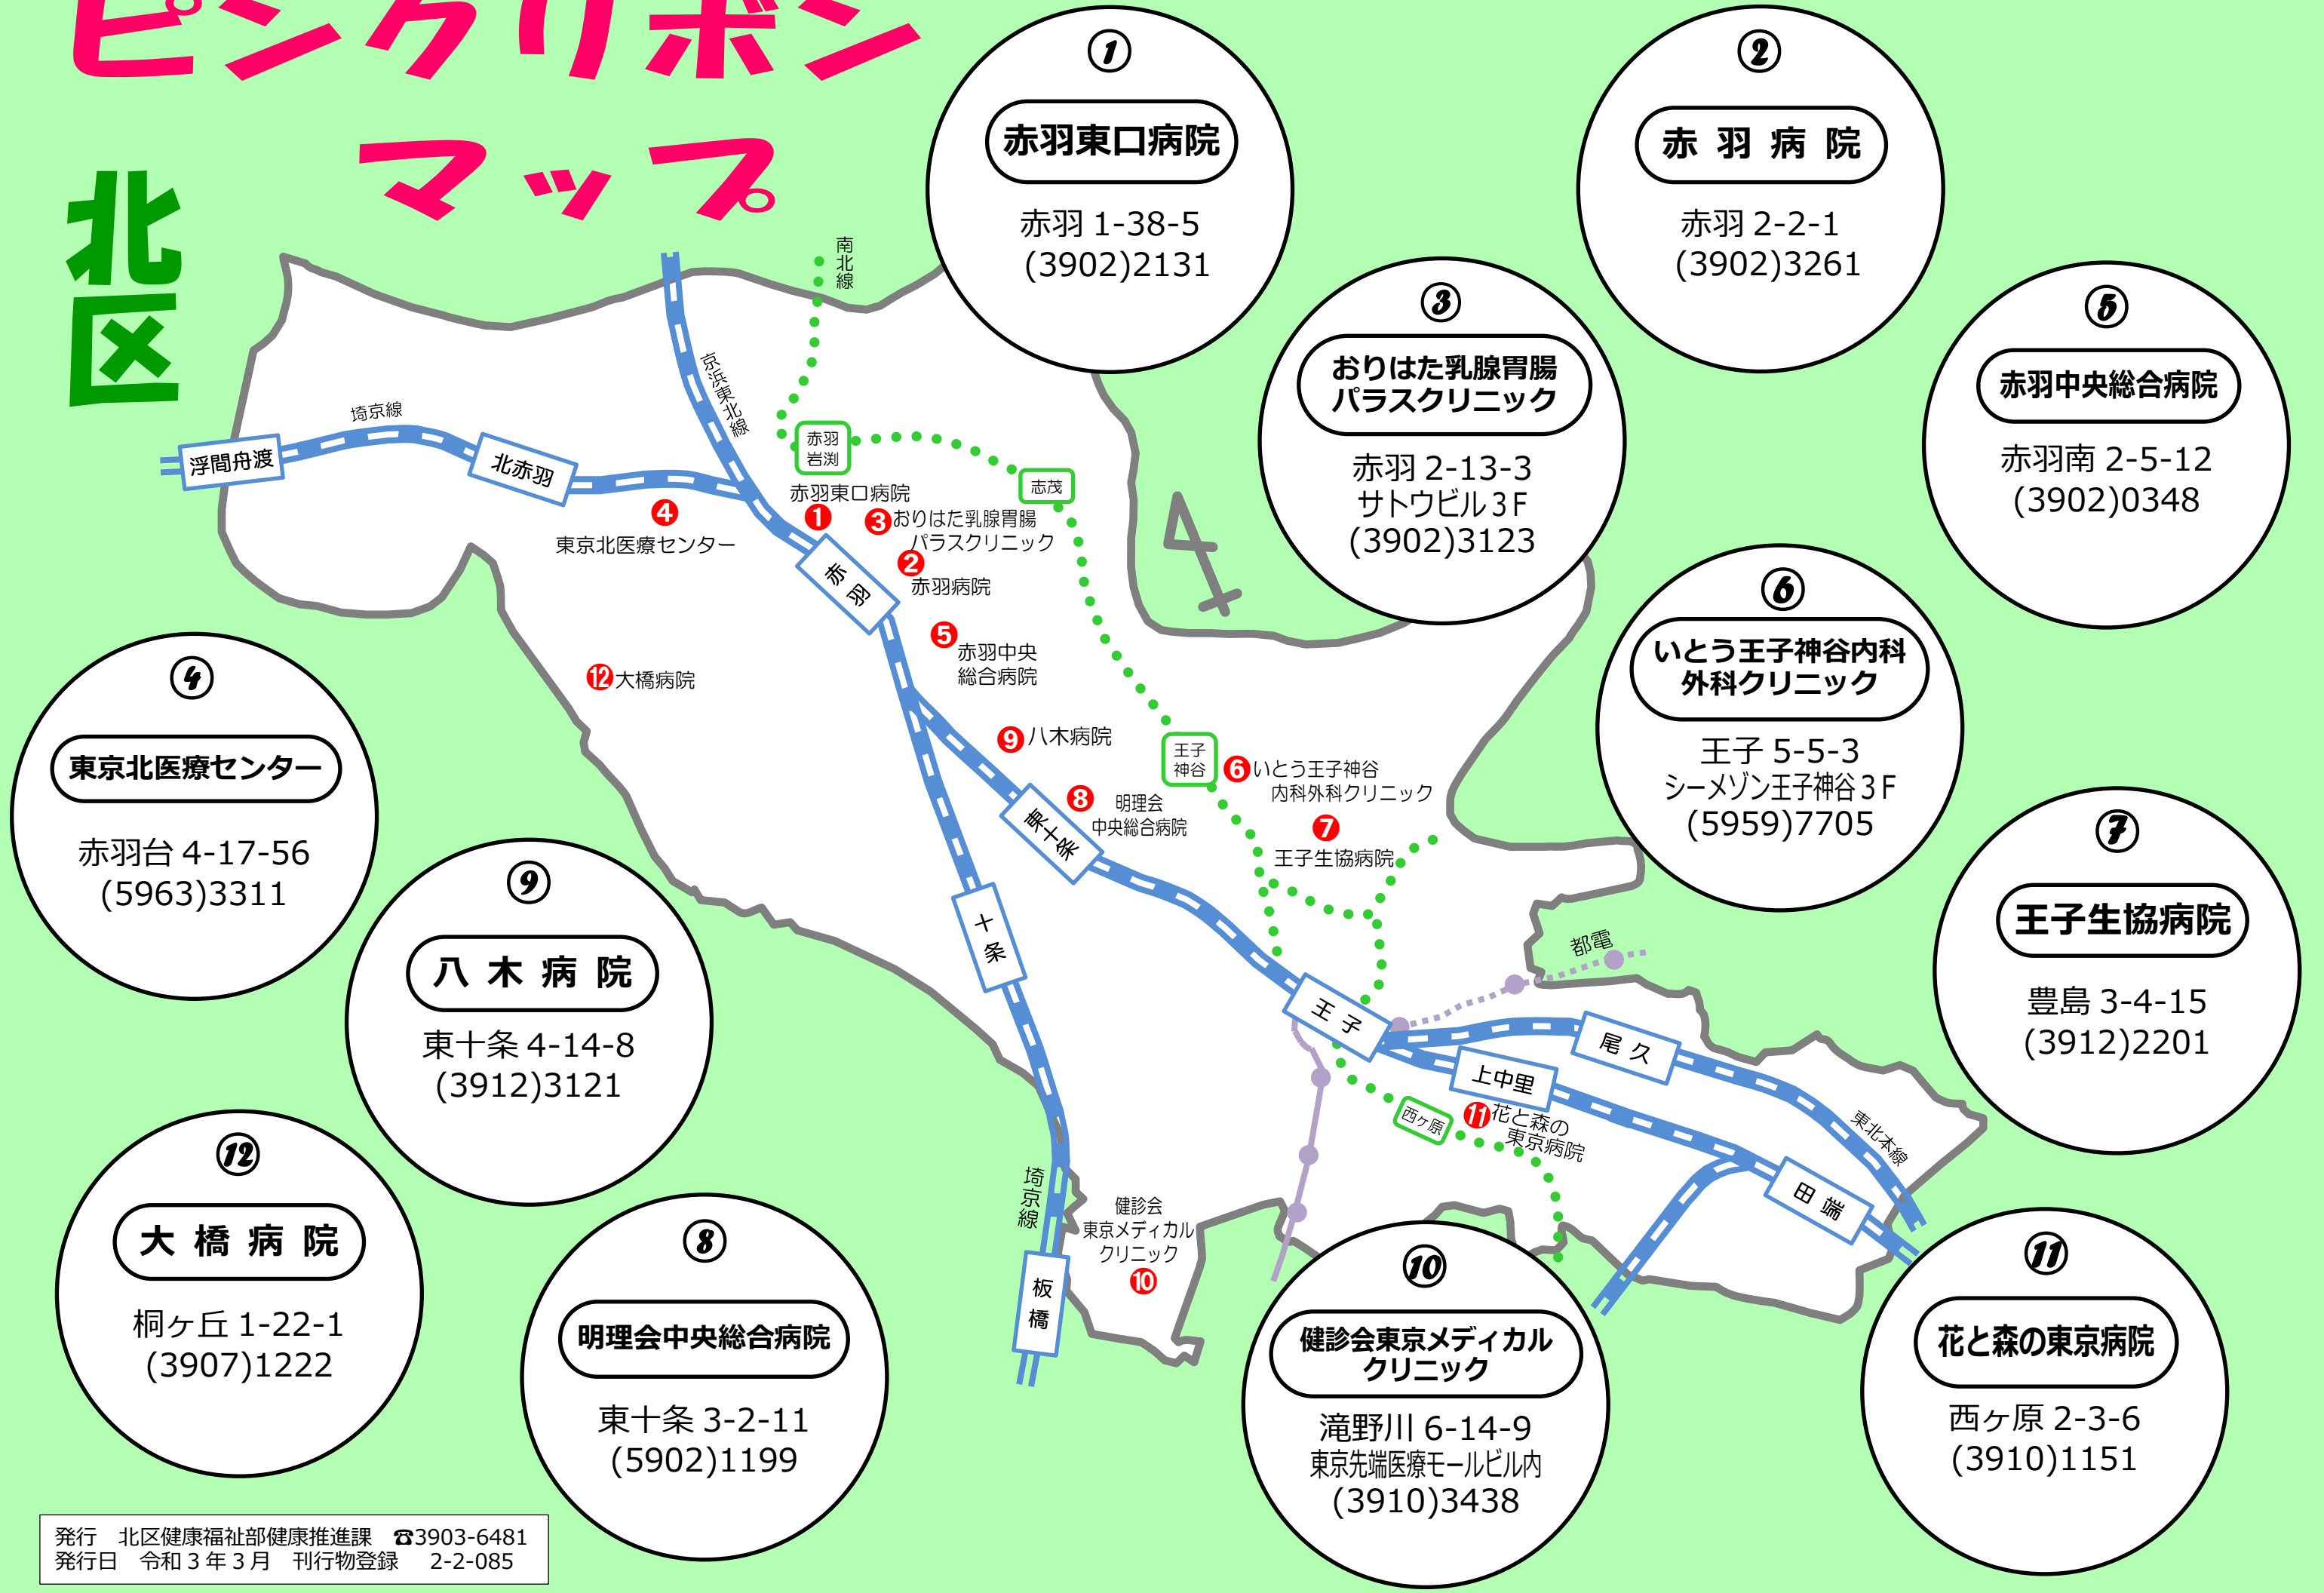 ピンクリボン
マップ
北区
①
赤羽東口病院
赤羽 1-38-5
(3902)2131
②
赤羽病院
赤羽 2-2-1
(3902)3261
③
おりはた乳腺胃腸
パラスクリニック
赤羽 2-13-3
サトウビル３F
(3902)3123
⑤
赤羽中央総合病院
赤羽南 2-5-12
(3902)0348
⑥
いとう王子神谷内科
外科クリニック
王子 5-5-3
シーメゾン王子神谷３F
(5959)7705
④
東京北医療センター
赤羽台 4-17-56
(5963)3311
⑦
王子生協病院
豊島 3-4-15
(3912)2201
⑨
八木病院
東十条 4-14-8
(3912)3121
⑫
大橋病院
桐ヶ丘 1-22-1
(3907)1222
⑧
明理会中央総合病院
東十条 3-2-11
(5902)1199
⑩
健診会東京メディカル
クリニック
滝野川 6-14-9
東京先端医療モールビル内
(3910)3438
⑪
花と森の東京病院
西ヶ原 2-3-6
(3910)1151
南北線
京浜東北線
埼京線
浮間舟渡
北赤羽
赤羽
岩渕
志茂
赤羽東口病院
❶
❸おりはた乳腺胃腸
パラスクリニック
❹
東京北医療センター
❷
赤羽病院
赤羽
❺
赤羽中央
総合病院
⓬大橋病院
❾八木病院
王子
神谷
❻いとう王子神谷
内科外科クリニック
❽
明理会
中央総合病院
東十条
❼
王子生協病院
十条
都電
王子
尾久
上中里
西ヶ原
⓫花と森の
東京病院
東北本線
田端
埼京線
健診会
東京メディカル
クリニック
❿
板橋
発行　北区健康福祉部健康推進課　☎3903-6481
発行日　令和３年３月　刊行物登録　2-2-085